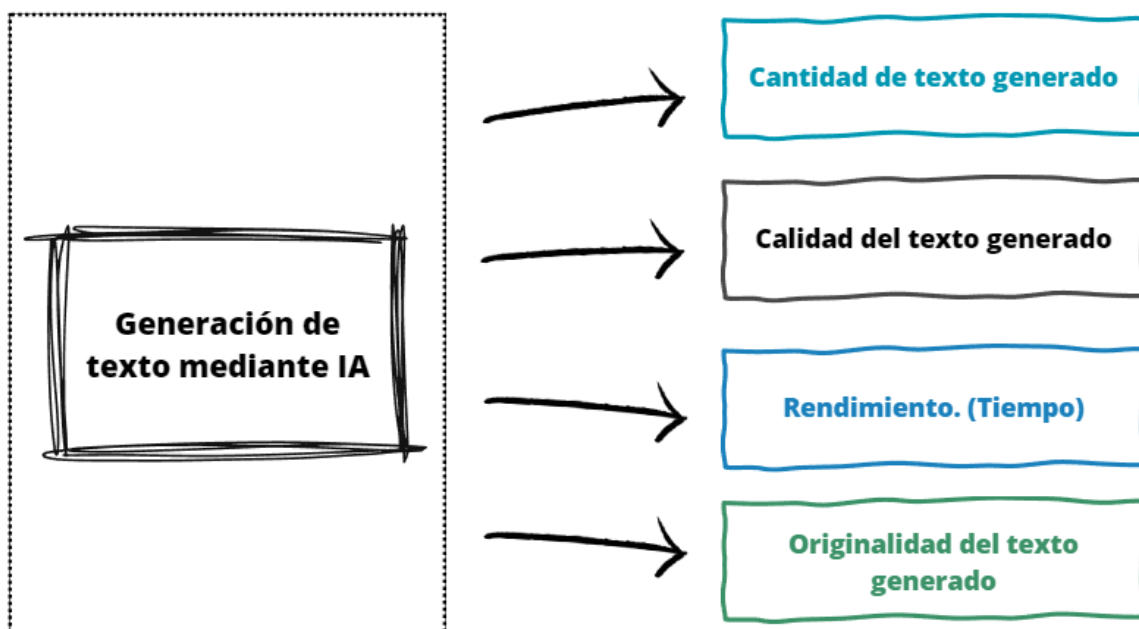 Generación de
texto mediante IA
Cantidad de texto generado
Calidad del texto generado
Rendimiento. (Tiempo)
Originalidad del texto
generado